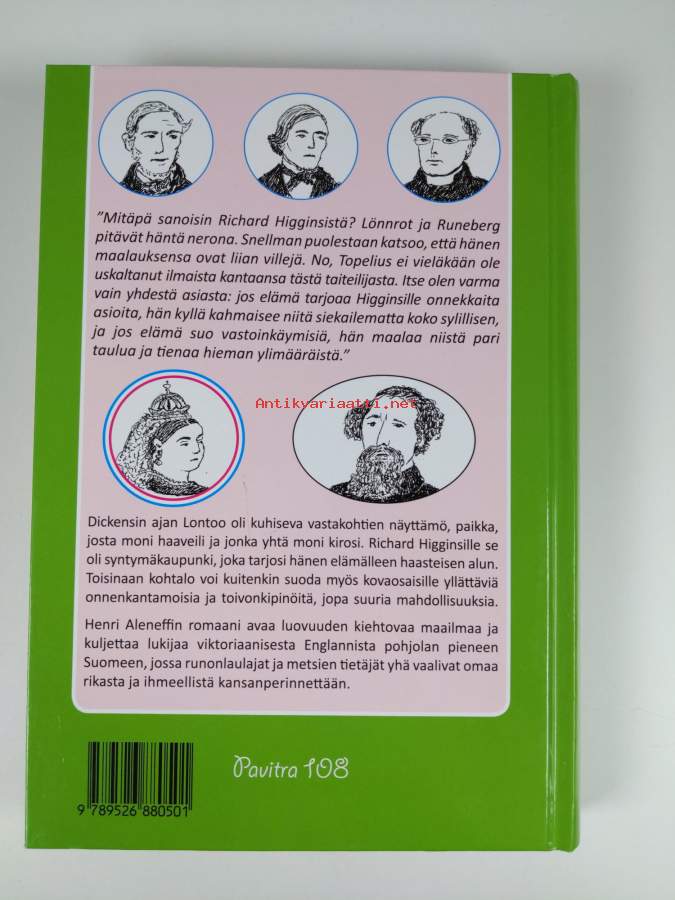 "Mitäpä sanoisin Richard Higginsistä? Lönnrot ja Runeberg
pitävät häntä nerona. Snellman puolestaan katsoo, että hänen
maalauksensa ovat liian villejä. No, Topelius ei vieläkään ole
uskaltanut ilmaista kantaansa tästä taiteilijasta. Itse olen varma
vain yhdestä asiasta: jos elämä tarjoaa Higginsille onnekkaita
asioita, hän kyllä kahmaisee niitä siekailematta koko sylillisen,
ja jos elämä suo vastoinkäymisiä, hän maalaa niistä pari
taulua ja tienaa hieman ylimääräistä."
Antikvariaatti.net
Dickensin ajan Lontoo oli kuhiseva vastakohtien näyttämö, paikka,
josta moni haaveili ja jonka yhtä moni kirosi. Richard Higginsille se
oli syntymäkaupunki, joka tarjosi hänen elämälleen haasteisen alun.
Toisinaan kohtalo voi kuitenkin suoda myös kovaosaisille yllättäviä
onnenkantamoisia ja toivonkipinöitä, jopa suuria mahdollisuuksia.
Henri Aleneffin romaani avaa luovuuden kiehtovaa maailmaa ja
kuljettaa lukijaa viktoriaanisesta Englannista pohjolan pieneen
Suomeen, jossa runonlaulajat ja metsien tietäjät yhä vaalivat omaa
rikasta ja ihmeellistä kansanperinnettään.
Pavitra 108
9 789526 880501